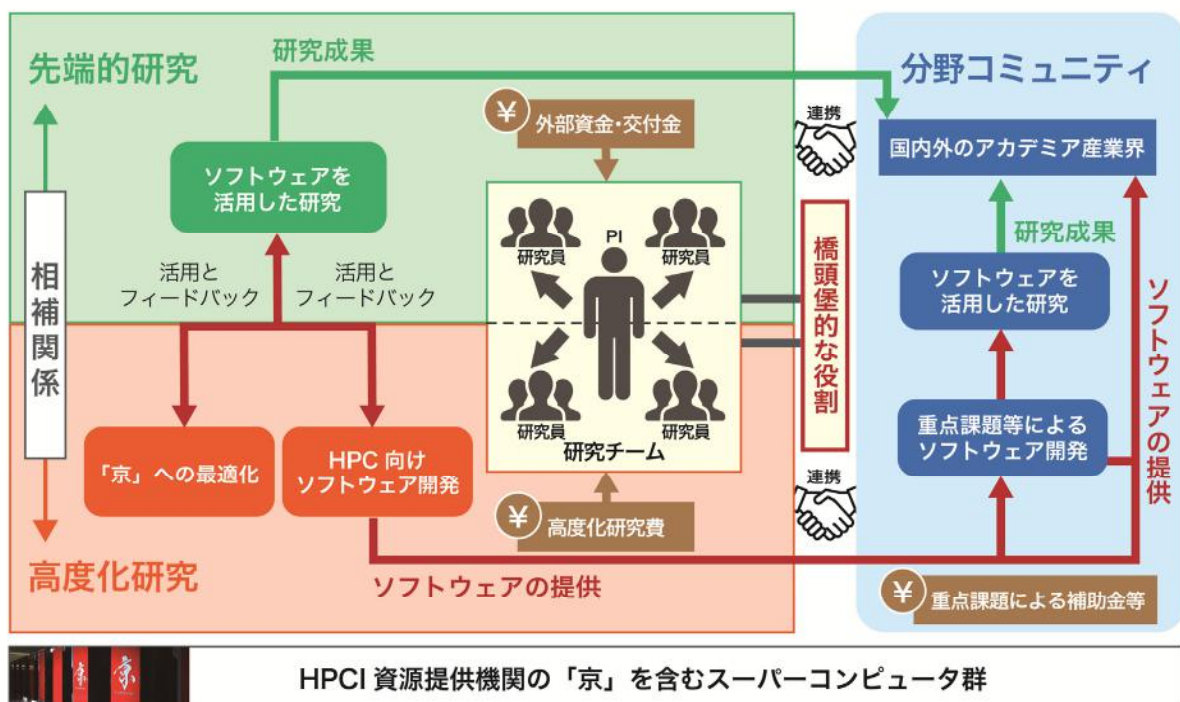 先端的研究
研究成果
¥ 外部資金・交付金
連携
分野コミュニティ
国内外のアカデミア産業界
ソフトウェアを
活用した研究
研究成果
ソフトウェアを
活用した研究
PI
研究員
研究員
研究員
研究員
研究チーム
活用と
フィードバック
活用と
フィードバック
相補関係
橋頭堡的な役割
ソフトウェアの提供
「京」への最適化
HPC 向け
ソフトウェア開発
重点課題等による
ソフトウェア開発
連携
¥ 高度化研究費
高度化研究
ソフトウェアの提供
¥ 重点課題による補助金等
京
京
HPCI 資源提供機関の「京」を含むスーパーコンピュータ群